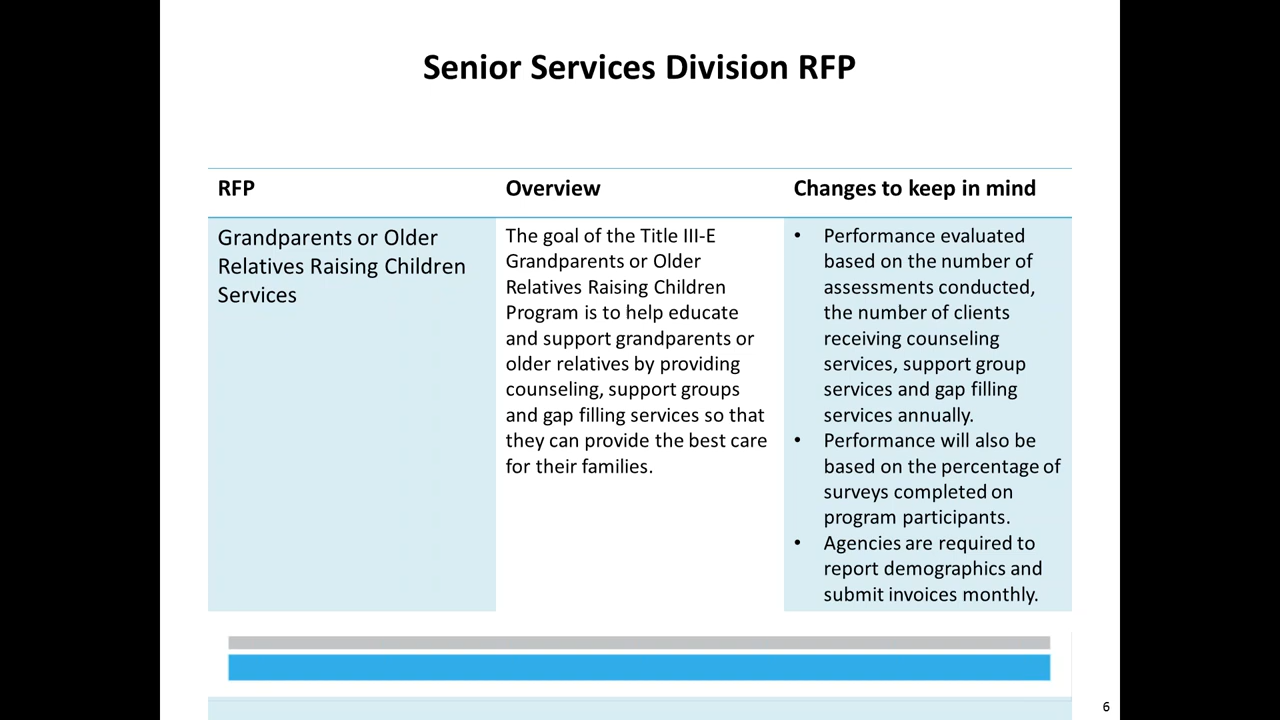 Senior Services Division RFP
RFP
Overview
Changes to keep in mind
Grandparents or Older
Relatives Raising Children
Services
The goal of the Title III-E
Grandparents or Older
Relatives Raising Children
Program is to help educate
and support grandparents or
older relatives by providing
counseling, support groups
and gap filling services so that
they can provide the best care
for their families.
• Performance evaluated
based on the number of
assessments conducted,
the number of clients
receiving counseling
services, support group
services and gap filling
services annually.
• Performance will also be
based on the percentage of
surveys completed on
program participants.
• Agencies are required to
report demographics and
submit invoices monthly.
6